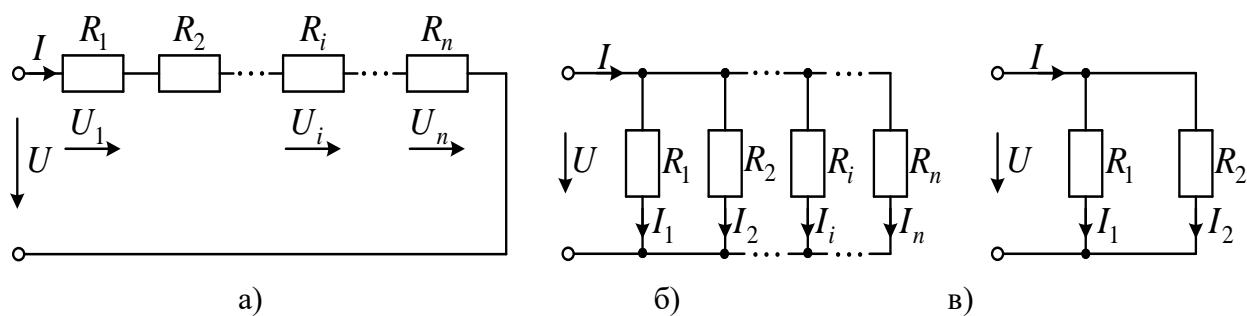 I R₁ R₂ Rᵢ Rₙ
U₁ Uᵢ Uₙ
U
а)
I
U R₁ R₂ Rᵢ Rₙ
I₁ I₂ Iᵢ Iₙ
б)
I
U R₁ R₂
I₁ I₂
в)